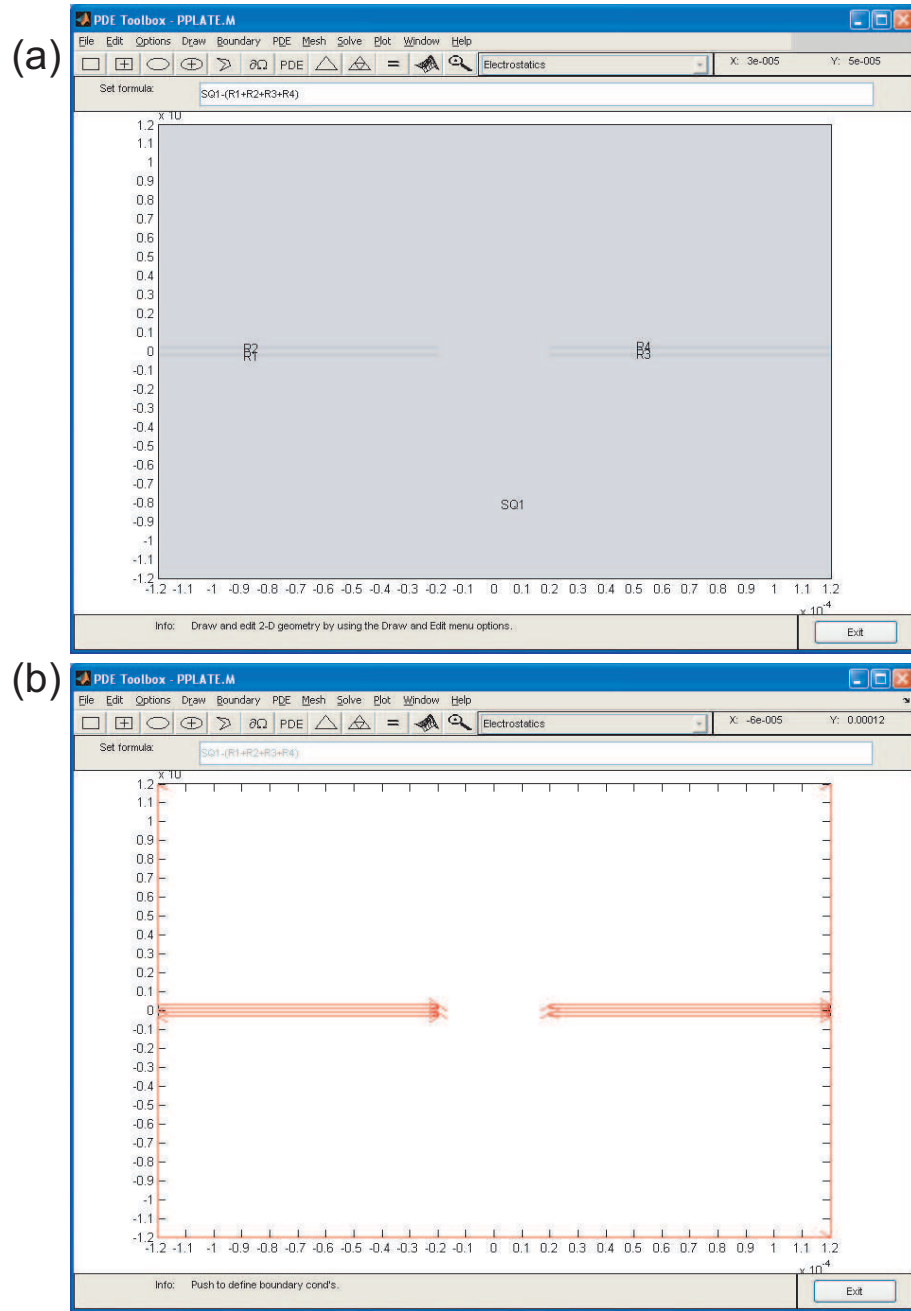 (a)
PDE Toolbox - PPLATE.M
File Edit Options Draw Boundary PDE Mesh Solve Plot Window Help
∂Ω PDE = Electrostatics X: 3e-005 Y: 5e-005
Set formula: SQ1-(R1+R2+R3+R4)
x 10
1.2
1.1
1
0.9
0.8
0.7
0.6
0.5
0.4
0.3
0.2
0.1
0
-0.1
-0.2
-0.3
-0.4
-0.5
-0.6
-0.7
-0.8
-0.9
-1
-1.1
-1.2
R2 R4
R1 R3
SQ1
-1.2 -1.1 -1 -0.9 -0.8 -0.7 -0.6 -0.5 -0.4 -0.3 -0.2 -0.1 0 0.1 0.2 0.3 0.4 0.5 0.6 0.7 0.8 0.9 1 1.1 1.2
x 10-4
Info: Draw and edit 2-D geometry by using the Draw and Edit menu options. Exit
(b)
PDE Toolbox - PPLATE.M
File Edit Options Draw Boundary PDE Mesh Solve Plot Window Help
∂Ω PDE = Electrostatics X: -6e-005 Y: 0.00012
Set formula: SQ1-(R1+R2+R3+R4)
x 10
1.2
1.1
1
0.9
0.8
0.7
0.6
0.5
0.4
0.3
0.2
0.1
0
-0.1
-0.2
-0.3
-0.4
-0.5
-0.6
-0.7
-0.8
-0.9
-1
-1.1
-1.2
-1.2 -1.1 -1 -0.9 -0.8 -0.7 -0.6 -0.5 -0.4 -0.3 -0.2 -0.1 0 0.1 0.2 0.3 0.4 0.5 0.6 0.7 0.8 0.9 1 1.1 1.2
x 10-4
Info: Push to define boundary cond's. Exit